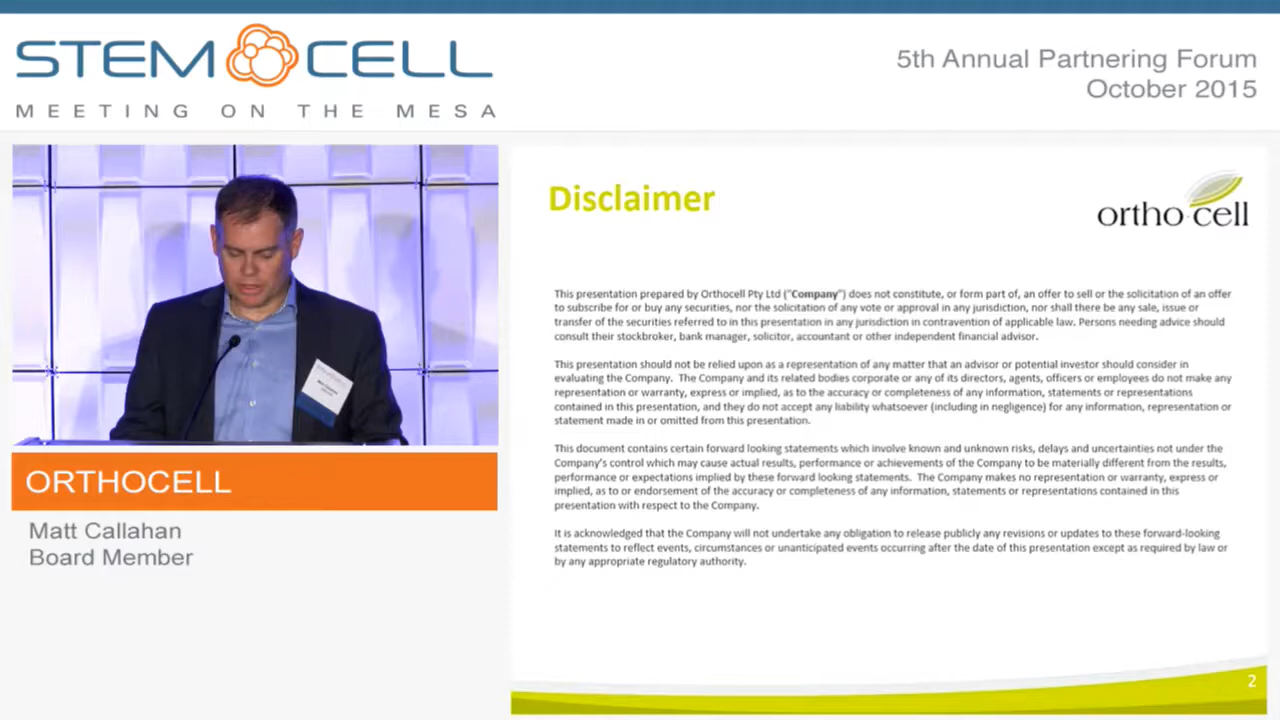 STEM CELL
MEETING ON THE MESA
5th Annual Partnering Forum
October 2015
ORTHOCELL
Matt Callahan
Board Member
Disclaimer
ortho cell
This presentation prepared by Orthocell Pty Ltd ("Company") does not constitute, or form part of, an offer to sell or the solicitation of an offer
to subscribe for or buy any securities, nor the solicitation of any vote or approval in any jurisdiction, nor shall there be any sale, issue or
transfer of the securities referred to in this presentation in any jurisdiction in contravention of applicable law. Persons needing advice should
consult their stockbroker, bank manager, solicitor, accountant or other independent financial advisor.
This presentation should not be relied upon as a representation of any matter that an advisor or potential investor should consider in
evaluating the Company. The Company and its related bodies corporate or any of its directors, agents, officers or employees do not make any
representation or warranty, express or implied, as to the accuracy or completeness of any information, statements or representations
contained in this presentation, and they do not accept any liability whatsoever (including in negligence) for any information, representation or
statement made in or omitted from this presentation.
This document contains certain forward looking statements which involve known and unknown risks, delays and uncertainties not under the
Company's control which may cause actual results, performance or achievements of the Company to be materially different from the results,
performance or expectations implied by these forward looking statements. The Company makes no representation or warranty, express or
implied, as to or endorsement of the accuracy or completeness of any information, statements or representations contained in this
presentation with respect to the Company.
It is acknowledged that the Company will not undertake any obligation to release publicly any revisions or updates to these forward-looking
statements to reflect events, circumstances or unanticipated events occurring after the date of this presentation except as required by law or
by any appropriate regulatory authority.
2